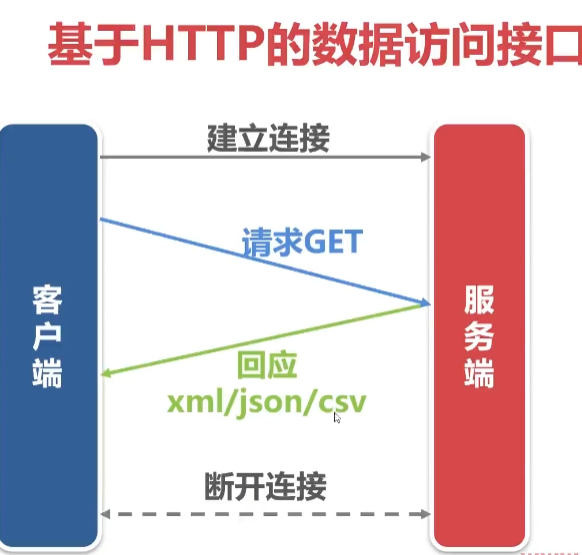 基于HTTP的数据访问接口
建立连接
请求GET
客户端
服务端
回应
xml/json/csv
断开连接